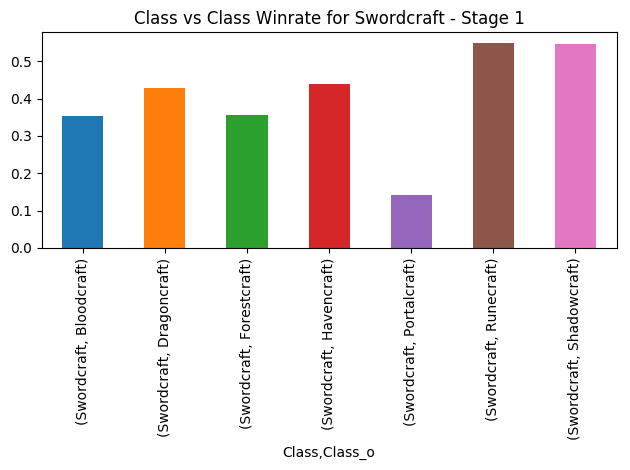 Class vs Class Winrate for Swordcraft - Stage 1
0.5
0.4
0.3
0.2
0.1
0.0
(Swordcraft, Bloodcraft)
(Swordcraft, Dragoncraft)
(Swordcraft, Forestcraft)
(Swordcraft, Havencraft)
(Swordcraft, Portalcraft)
(Swordcraft, Runecraft)
(Swordcraft, Shadowcraft)
Class,Class_o